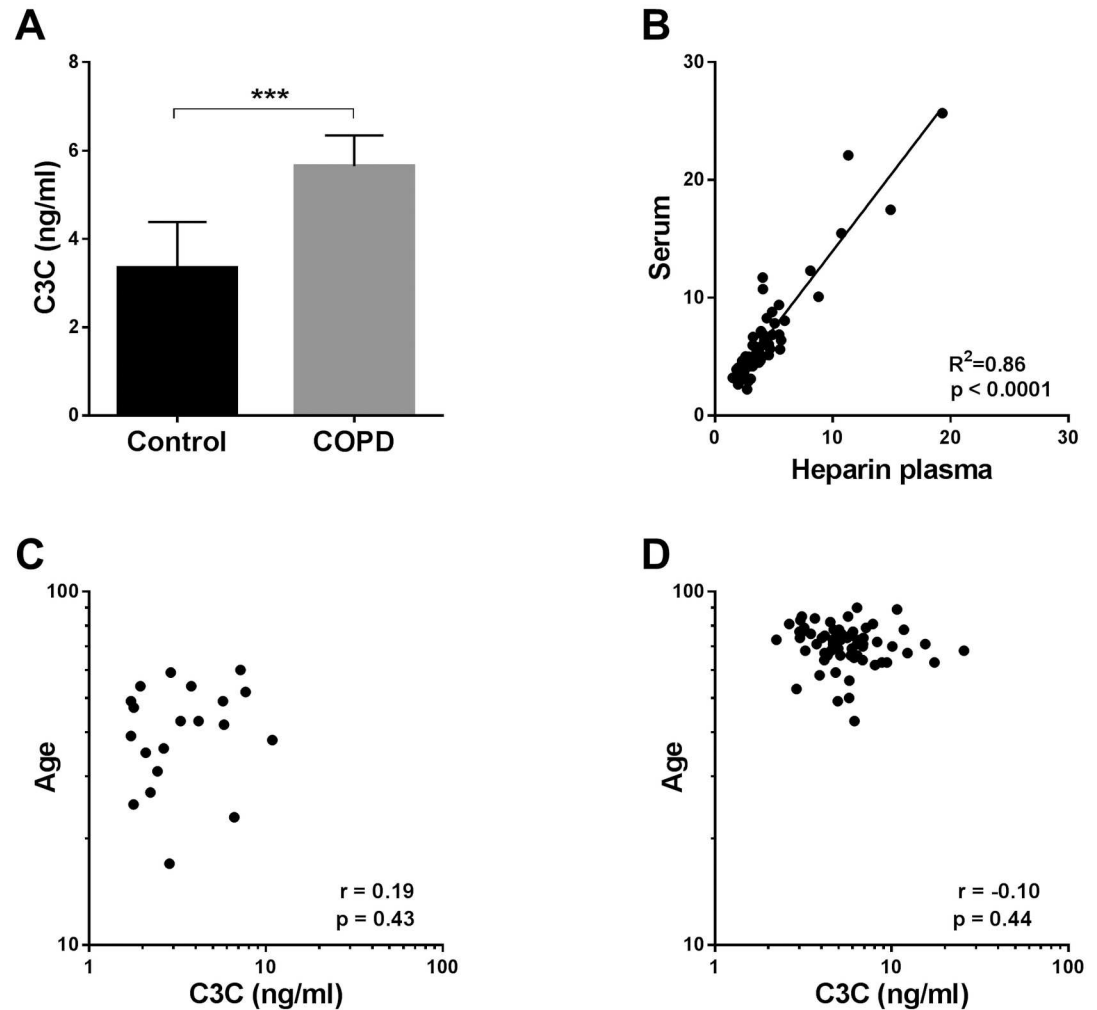 A
8
6
4
2
0
C3C (ng/ml)
***
Control
COPD
B
30
20
10
0
Serum
R²=0.86
p < 0.0001
0
10
20
30
Heparin plasma
C
100
10
Age
r = 0.19
p = 0.43
1
10
100
C3C (ng/ml)
D
100
10
Age
r = -0.10
p = 0.44
1
10
100
C3C (ng/ml)